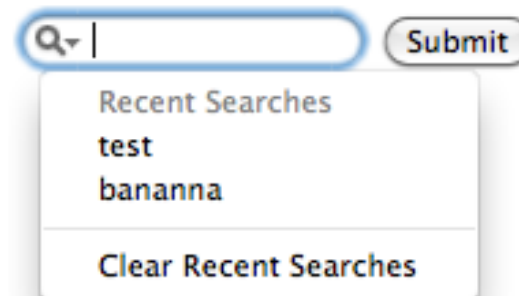 Submit
Recent Searches
test
bananna
Clear Recent Searches